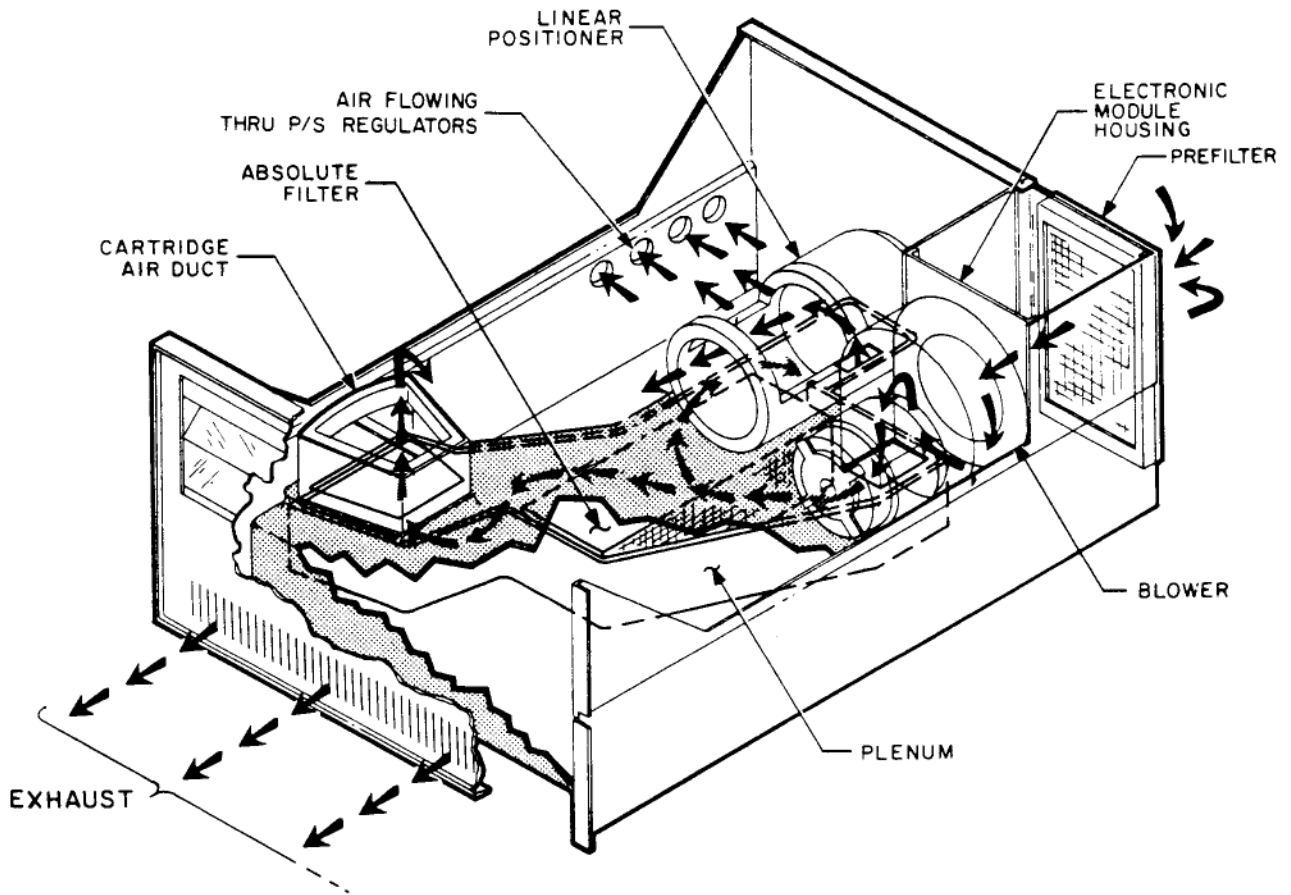 LINEAR
POSITIONER
AIR FLOWING
THRU P/S REGULATORS
ELECTRONIC
MODULE
HOUSING
PREFILTER
ABSOLUTE
FILTER
CARTRIDGE
AIR DUCT
BLOWER
PLENUM
EXHAUST